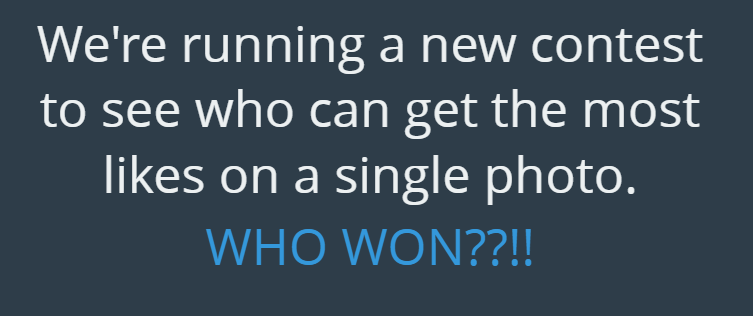 We're running a new contest
to see who can get the most
likes on a single photo.
WHO WON??!!